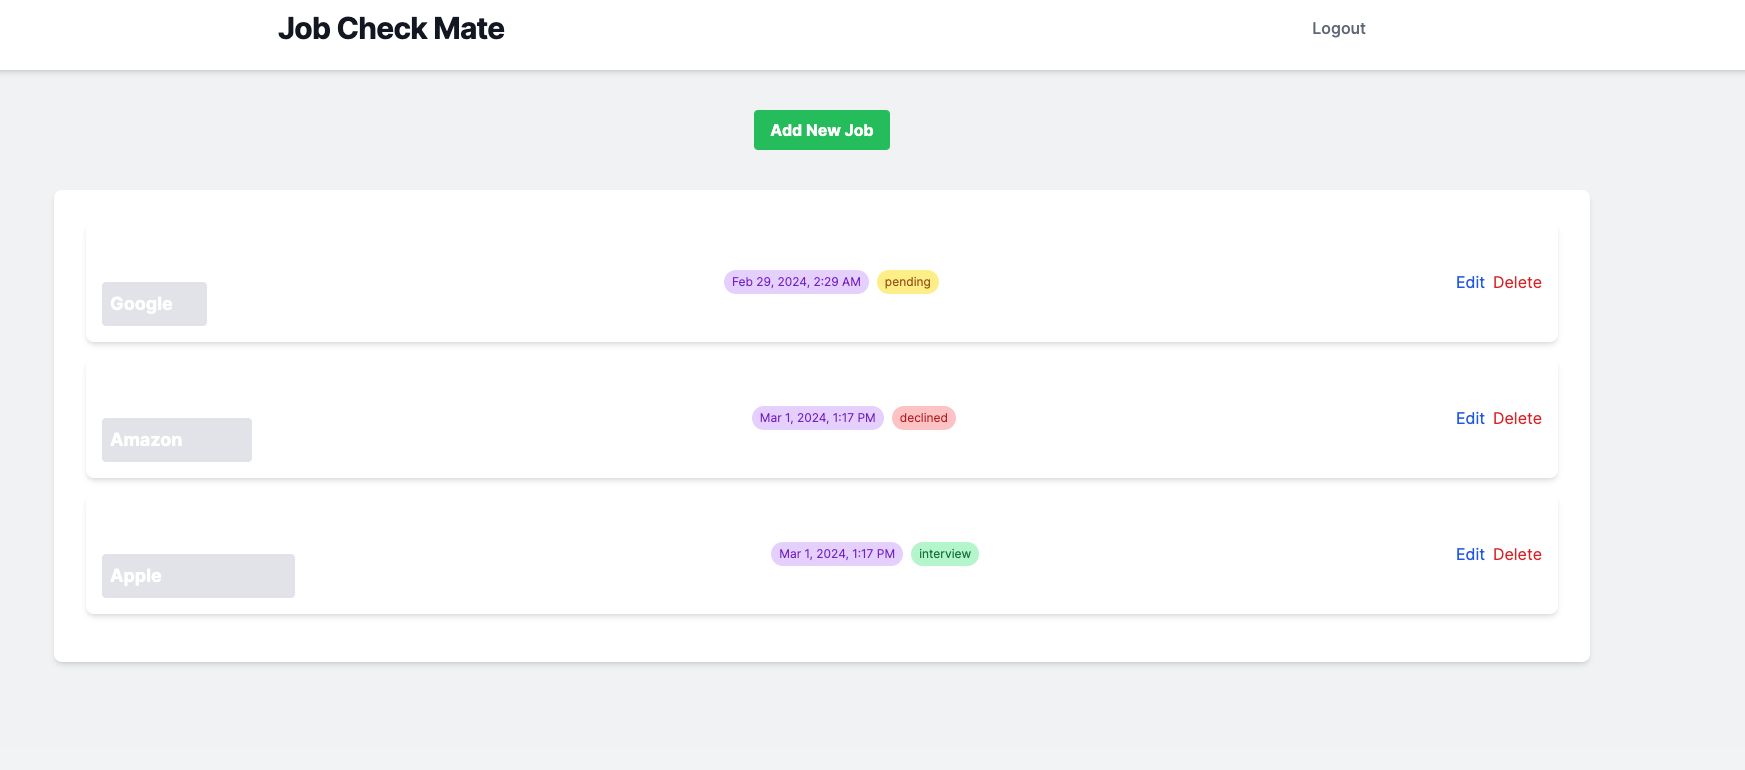 Job Check Mate
Logout
Add New Job
Google
Feb 29, 2024, 2:29 AM
pending
Edit Delete
Amazon
Mar 1, 2024, 1:17 PM
declined
Edit Delete
Apple
Mar 1, 2024, 1:17 PM
interview
Edit Delete